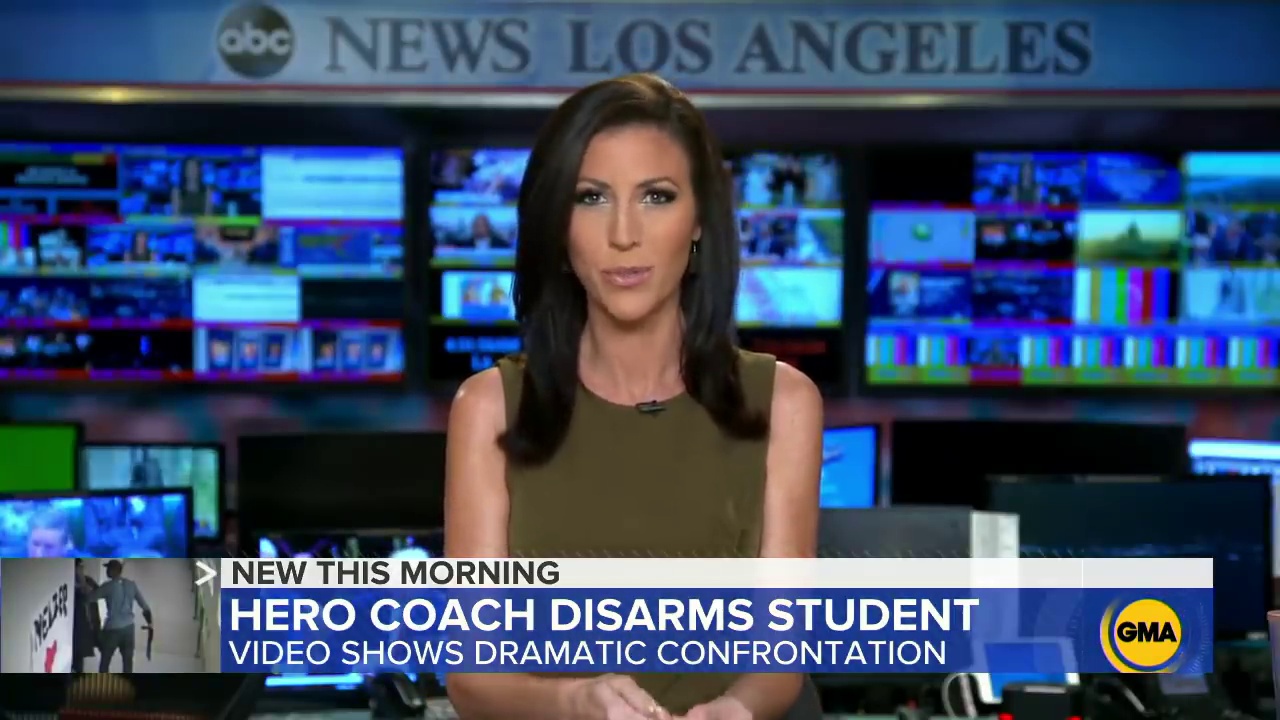 abc NEWS LOS ANGELES
NEW THIS MORNING
HERO COACH DISARMS STUDENT
VIDEO SHOWS DRAMATIC CONFRONTATION
GMA